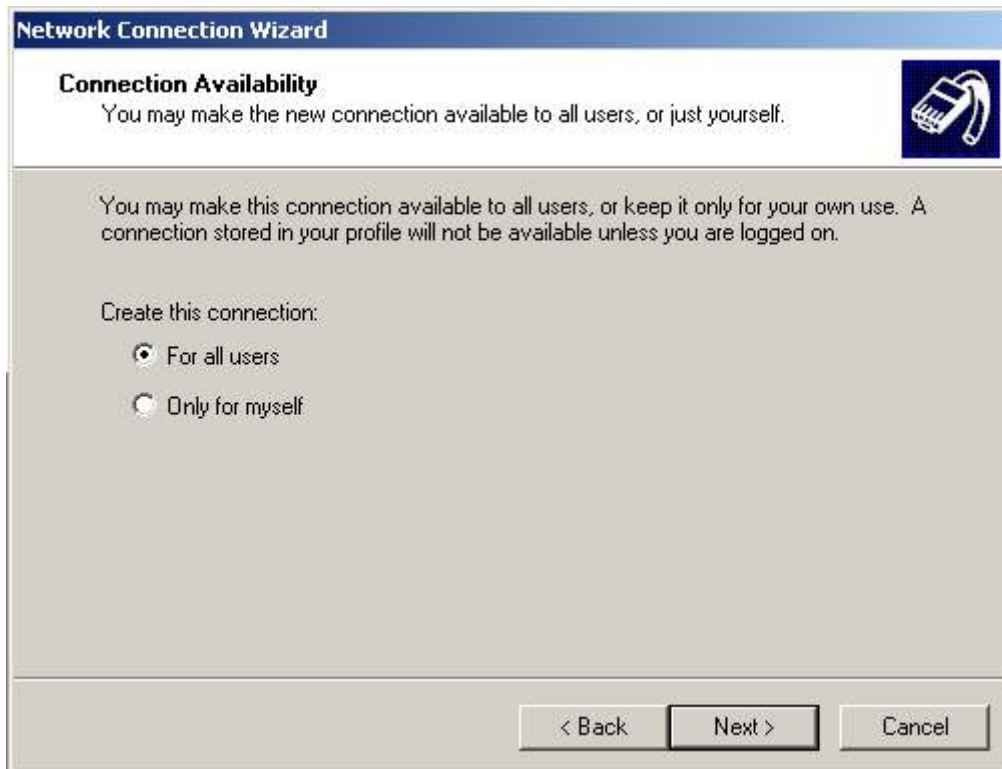 Network Connection Wizard
Connection Availability
You may make the new connection available to all users, or just yourself.
You may make this connection available to all users, or keep it only for your own use.  A
connection stored in your profile will not be available unless you are logged on.
Create this connection:
For all users
Only for myself
< Back
Next >
Cancel